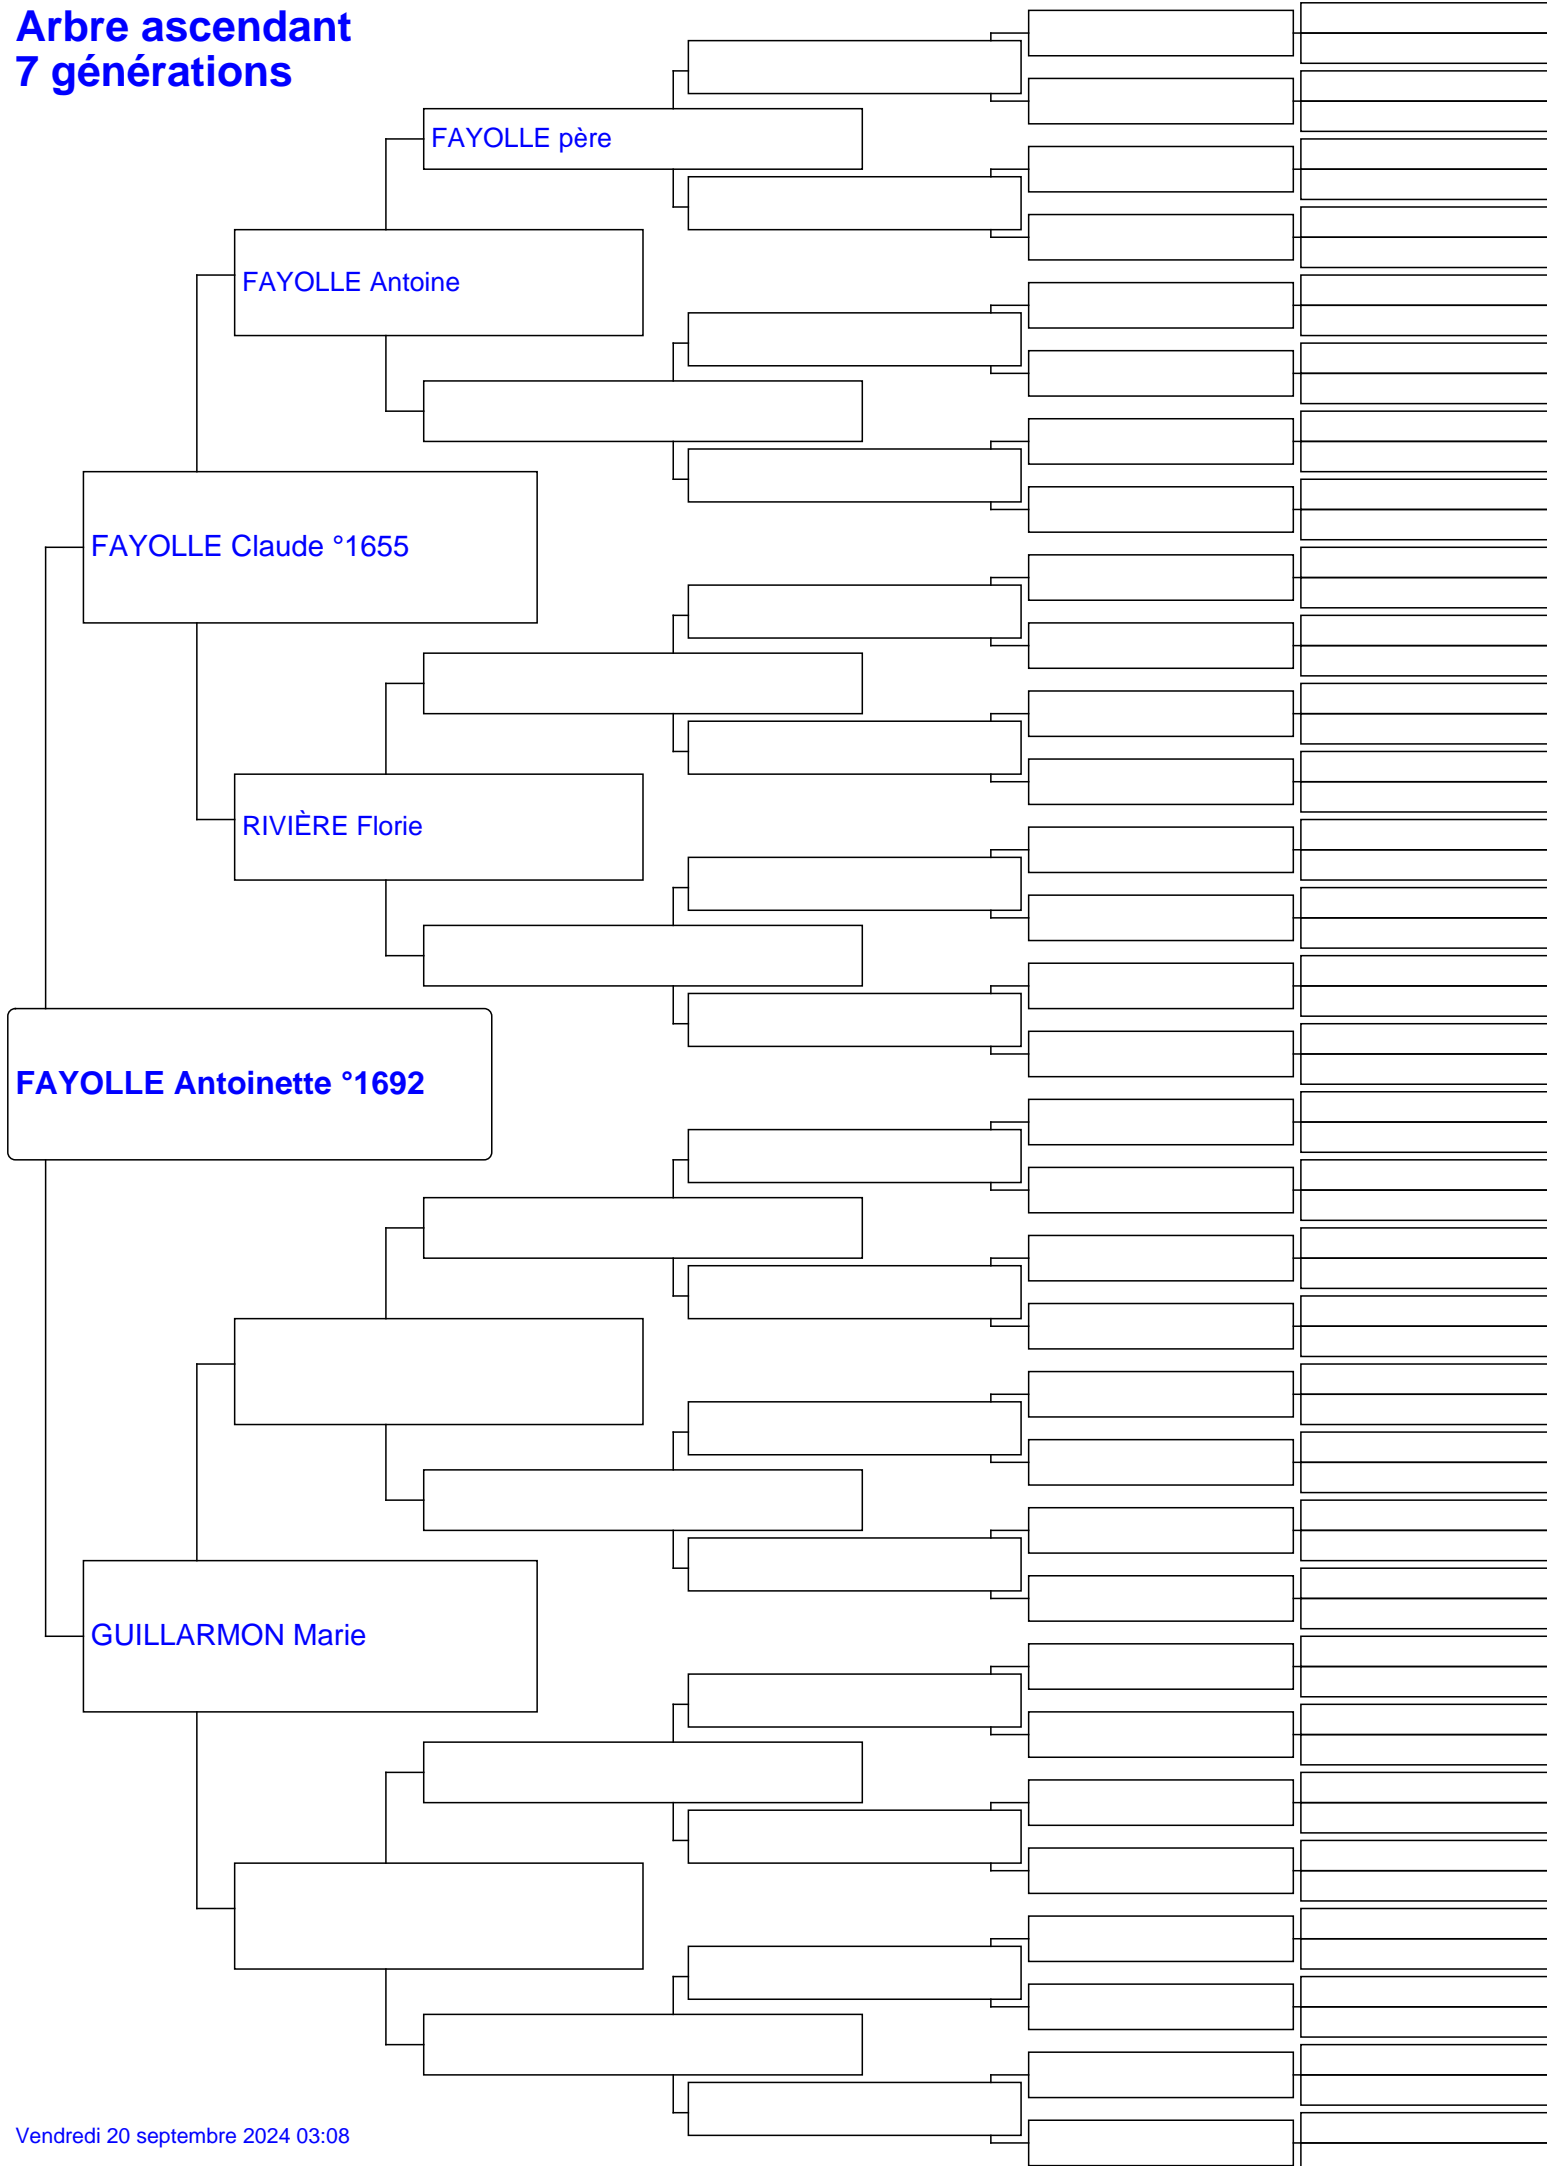 Arbre ascendant
7 générations
FAYOLLE père
FAYOLLE Antoine
FAYOLLE Claude °1655
RIVIÈRE Florie
FAYOLLE Antoinette °1692
GUILLARMON Marie
Vendredi 20 septembre 2024 03:08